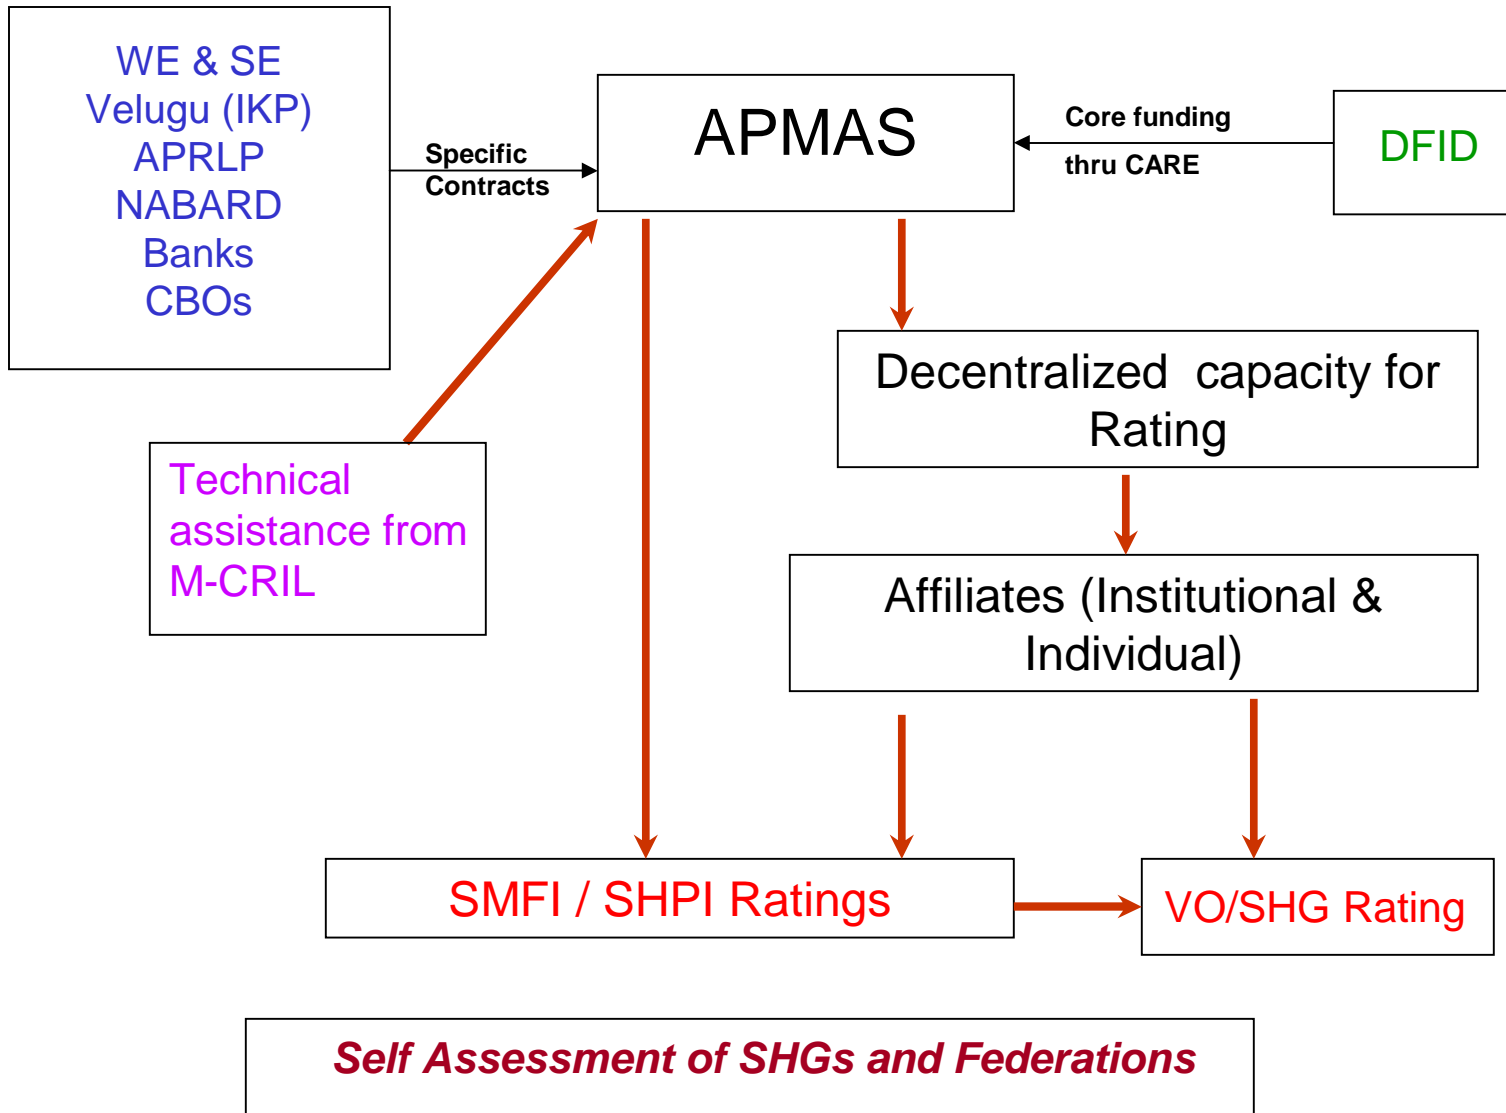 WE & SE
Velugu (IKP)
APRLP
NABARD
Banks
CBOs
Specific
Contracts
APMAS
Core funding
thru CARE
DFID
Technical
assistance from
M-CRIL
Decentralized capacity for
Rating
Affiliates (Institutional &
Individual)
SMFI / SHPI Ratings
VO/SHG Rating
Self Assessment of SHGs and Federations